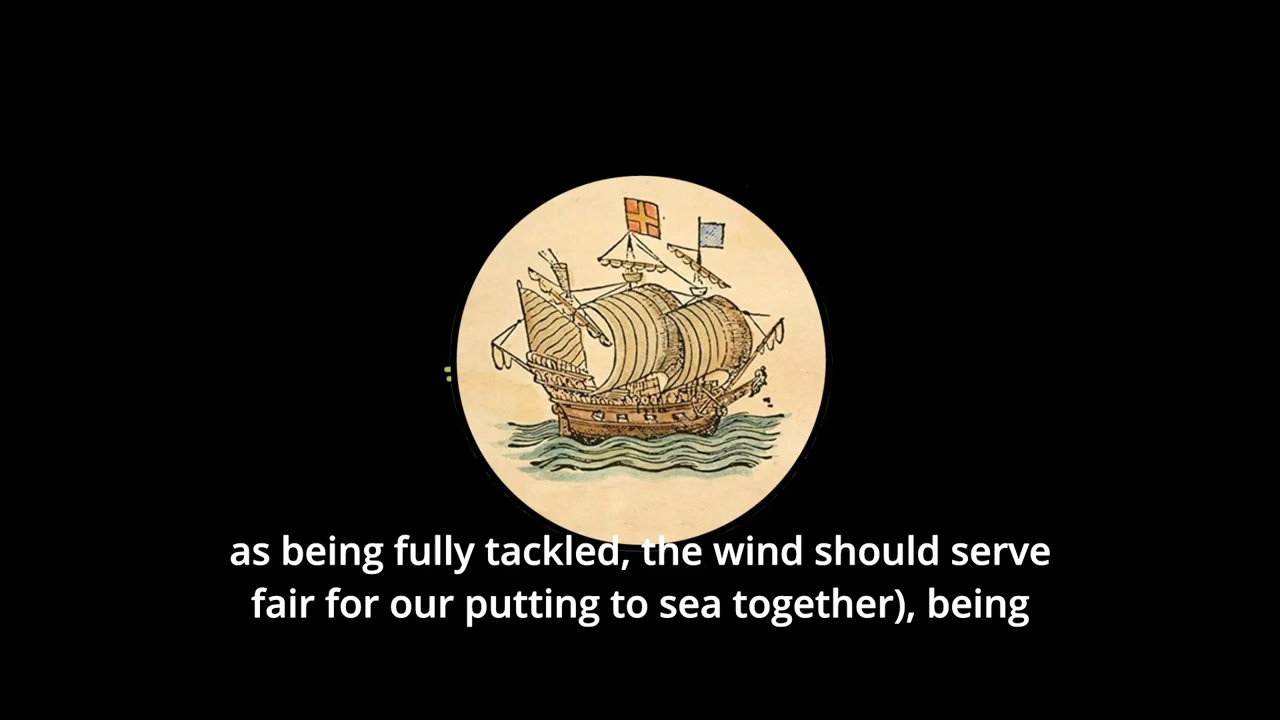 as being fully tackled, the wind should serve
fair for our putting to sea together), being